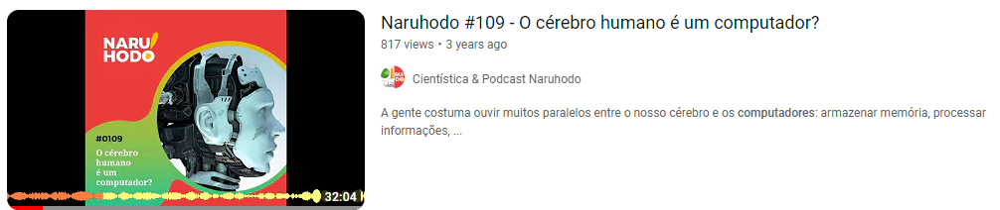 NARU
HODO
#0109
O cérebro
humano
é um
computador?
32:04
Naruhodo #109 - O cérebro humano é um computador?
817 views • 3 years ago
Cientística & Podcast Naruhodo
A gente costuma ouvir muitos paralelos entre o nosso cérebro e os computadores: armazenar memória, processar
informações, ...